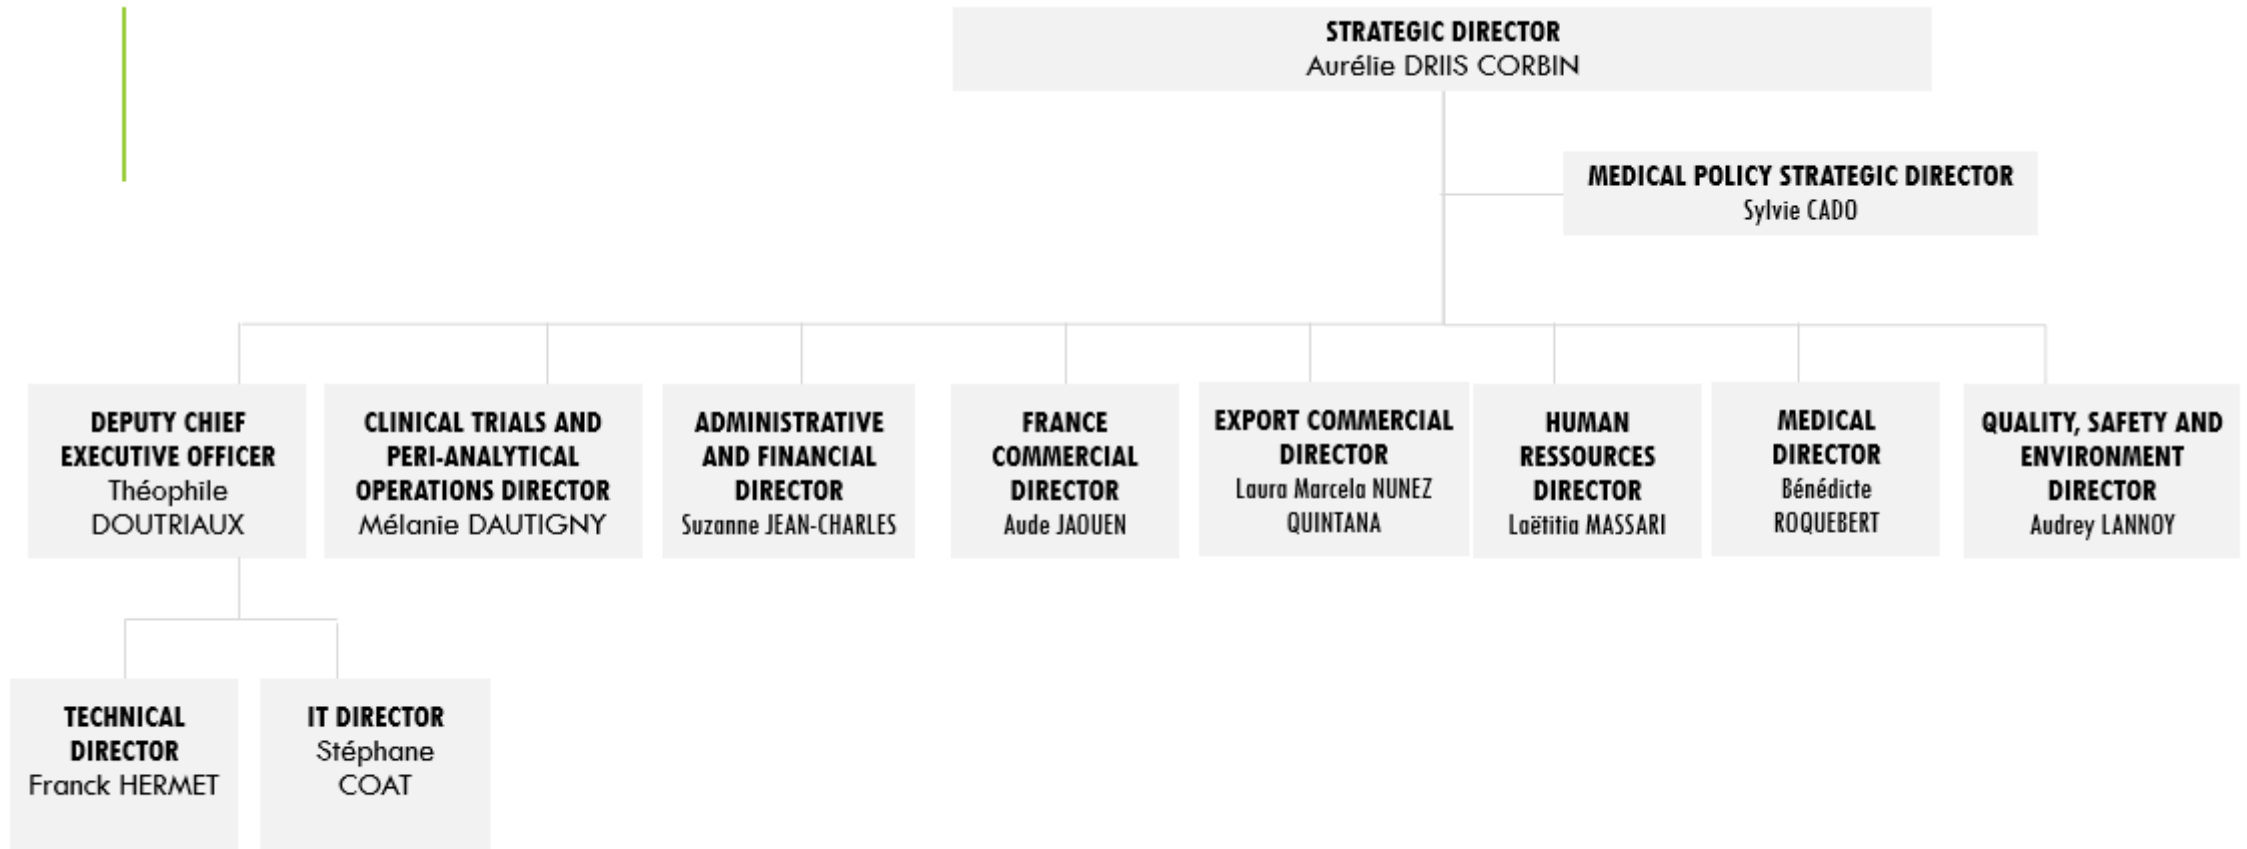 STRATEGIC DIRECTOR
Aurélie DRIIS CORBIN
MEDICAL POLICY STRATEGIC DIRECTOR
Sylvie CADO
DEPUTY CHIEF
EXECUTIVE OFFICER
Théophile
DOUTRIAUX
CLINICAL TRIALS AND
PERI-ANALYTICAL
OPERATIONS DIRECTOR
Mélanie DAUTIGNY
ADMINISTRATIVE
AND FINANCIAL
DIRECTOR
Suzanne JEAN-CHARLES
FRANCE
COMMERCIAL
DIRECTOR
Aude JAOUEN
EXPORT COMMERCIAL
DIRECTOR
Laura Marcela NUNEZ
QUINTANA
HUMAN
RESSOURCES
DIRECTOR
Laëtitia MASSARI
MEDICAL
DIRECTOR
Bénédicte
ROQUEBERT
QUALITY, SAFETY AND
ENVIRONMENT
DIRECTOR
Audrey LANNOY
TECHNICAL
DIRECTOR
Franck HERMET
IT DIRECTOR
Stéphane
COAT